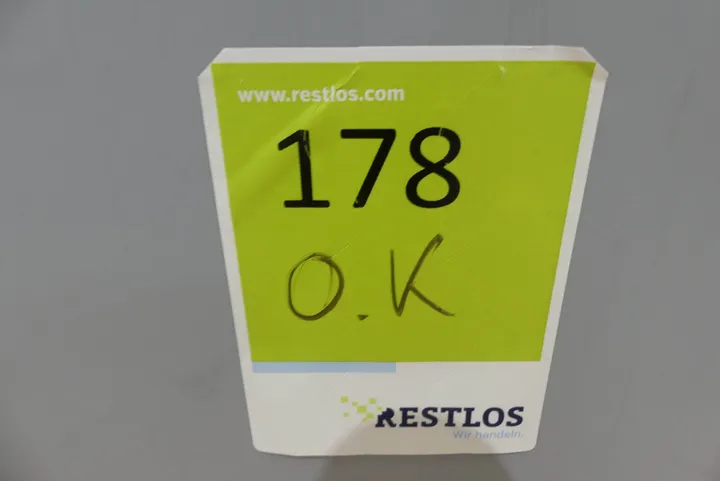 www.restlos.com
178
O.K
RESTLOS
Wir handeln.